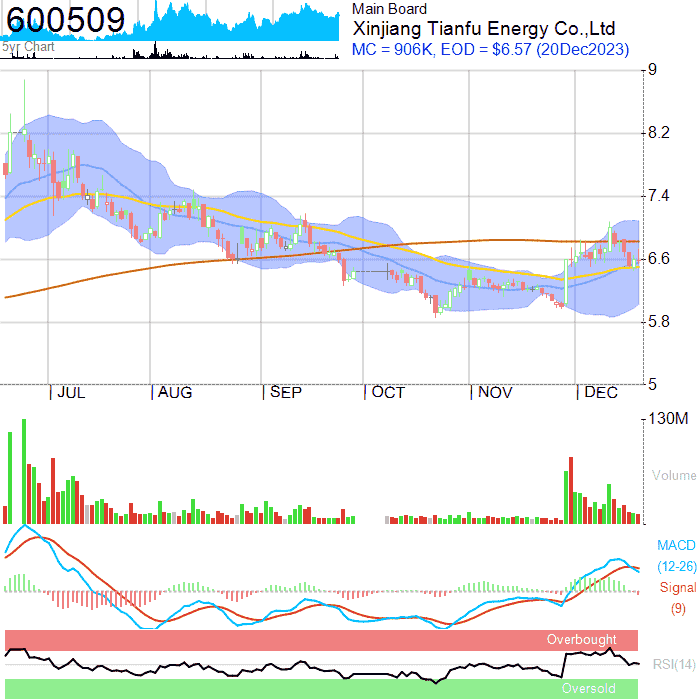 600509
5yr Chart
Main Board
Xinjiang Tianfu Energy Co.,Ltd
MC = 906K, EOD = $6.57 (20Dec2023)
9
8.2
7.4
6.6
5.8
5
JUL AUG SEP OCT NOV DEC
130M
Volume
MACD
(12-26)
Signal
(9)
Overbought
RSI(14)
Oversold